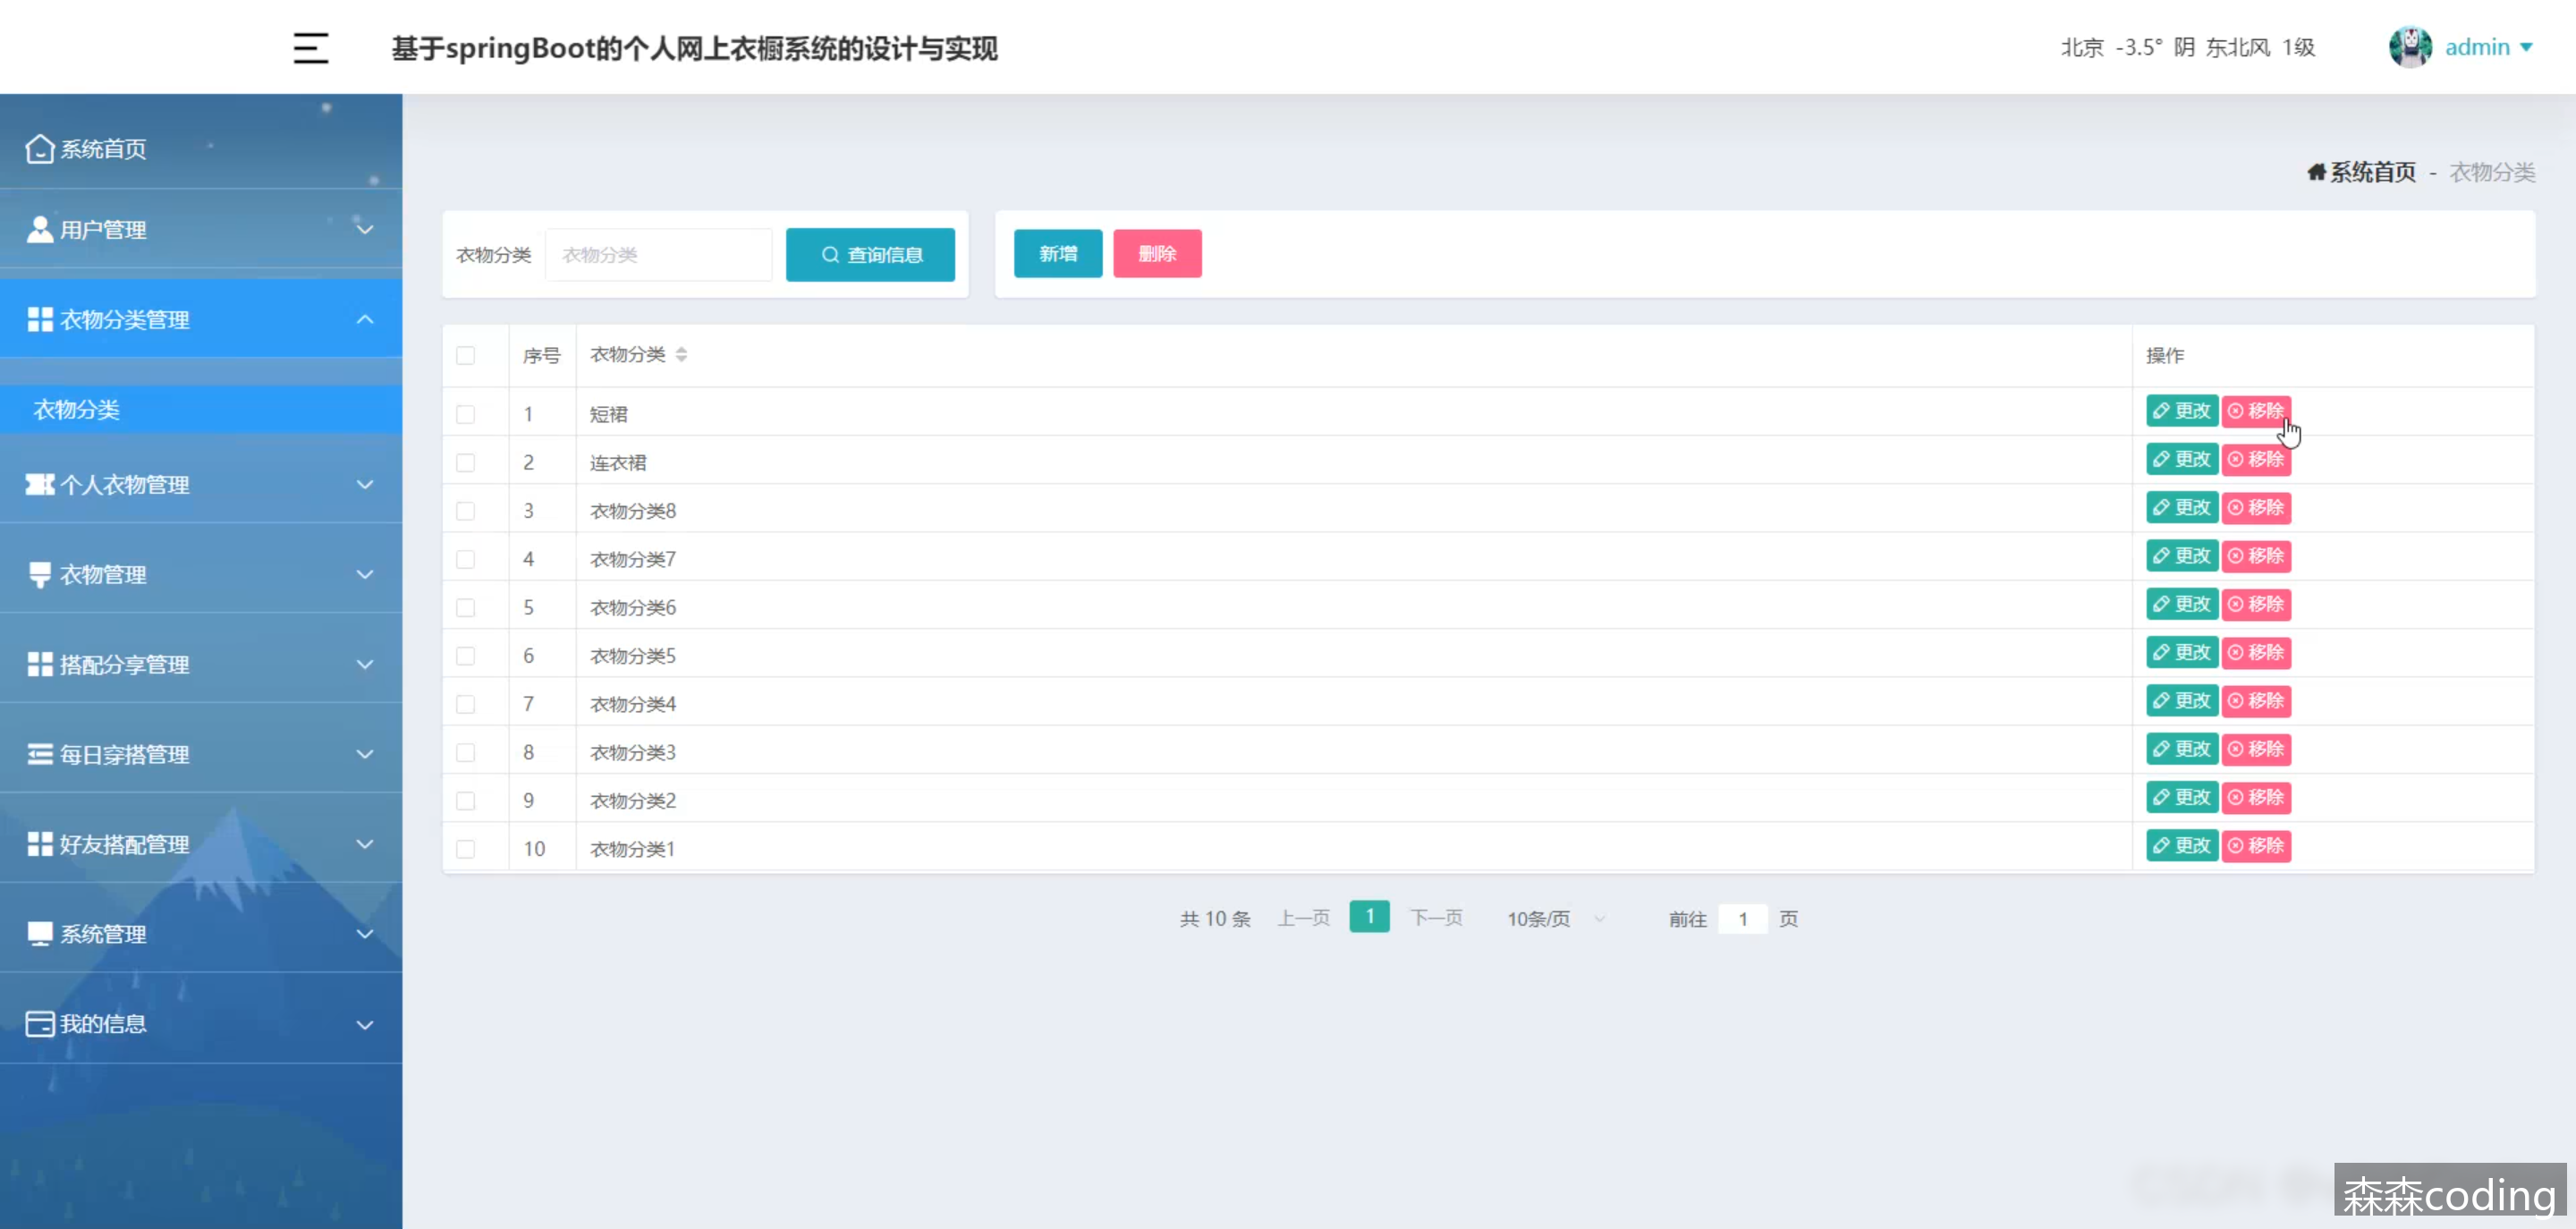 基于springBoot的个人网上衣橱系统的设计与实现
北京 -3.5° 阴 东北风 1级
admin
系统首页
用户管理
衣物分类管理
衣物分类
个人衣物管理
衣物管理
搭配分享管理
每日穿搭管理
好友搭配管理
系统管理
我的信息
系统首页 - 衣物分类
衣物分类 衣物分类 查询信息 新增 删除
序号 衣物分类 操作
1 短裙 更改 移除
2 连衣裙 更改 移除
3 衣物分类8 更改 移除
4 衣物分类7 更改 移除
5 衣物分类6 更改 移除
6 衣物分类5 更改 移除
7 衣物分类4 更改 移除
8 衣物分类3 更改 移除
9 衣物分类2 更改 移除
10 衣物分类1 更改 移除
共 10 条 上一页 1 下一页 10条/页 前往 1 页
森森coding